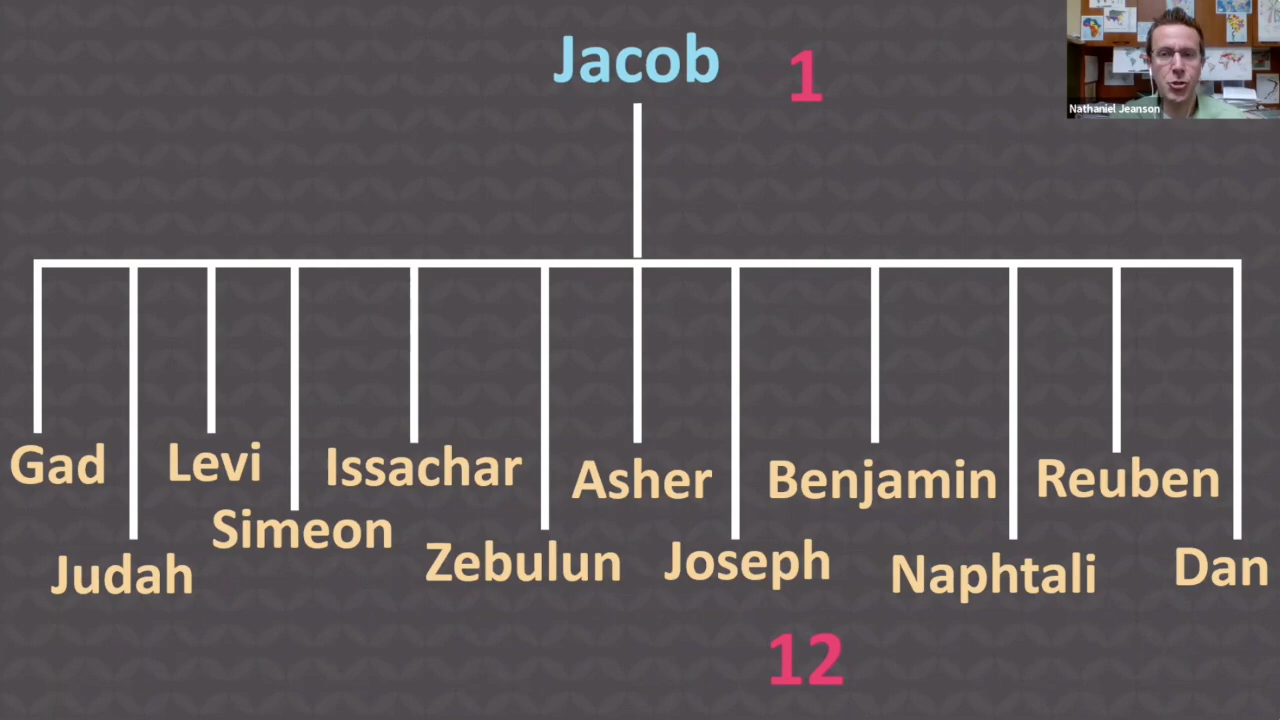 Jacob
1
Nathaniel Jeanson
Gad
Levi
Issachar
Asher
Benjamin
Reuben
Judah
Simeon
Zebulun
Joseph
Naphtali
Dan
12